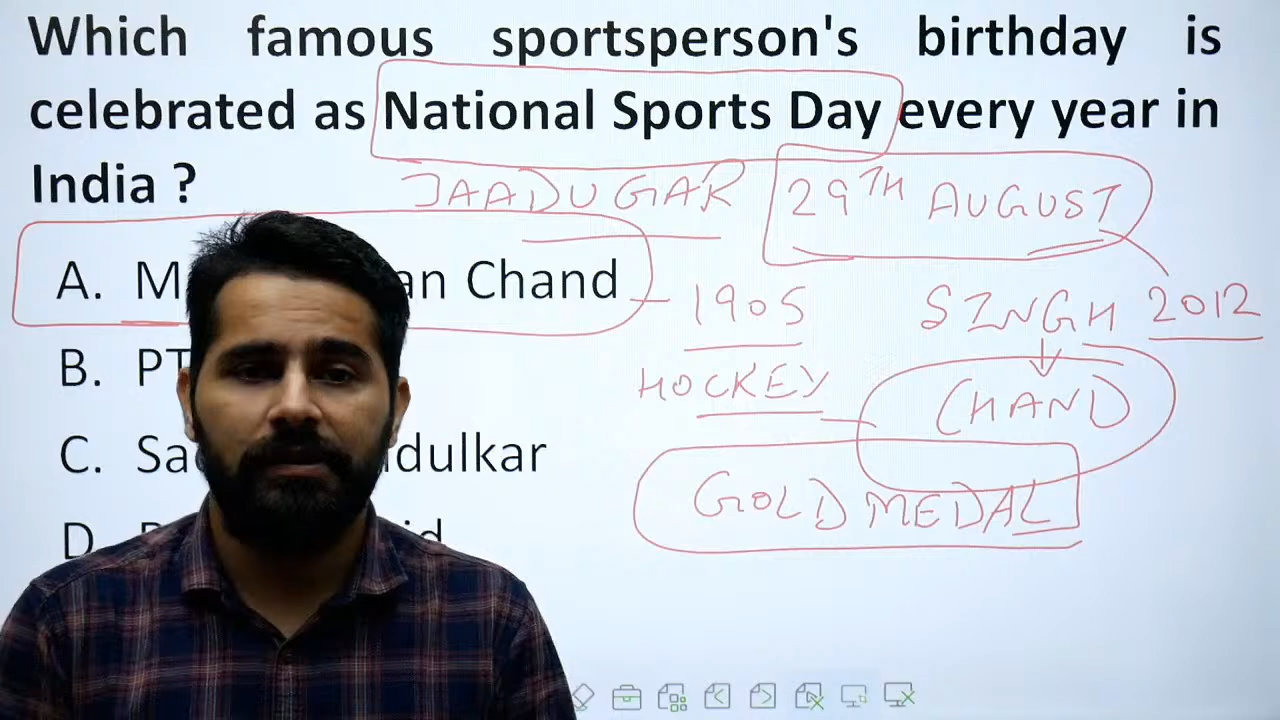 Which famous sportsperson's birthday is
celebrated as National Sports Day every year in
India ?
JAADUGAR 29TH AUGUST
A. M an Chand
1905
SINGH 2012
B. PT
HOCKEY
CHAND
C. Sa dulkar
GOLD MEDAL
D. id